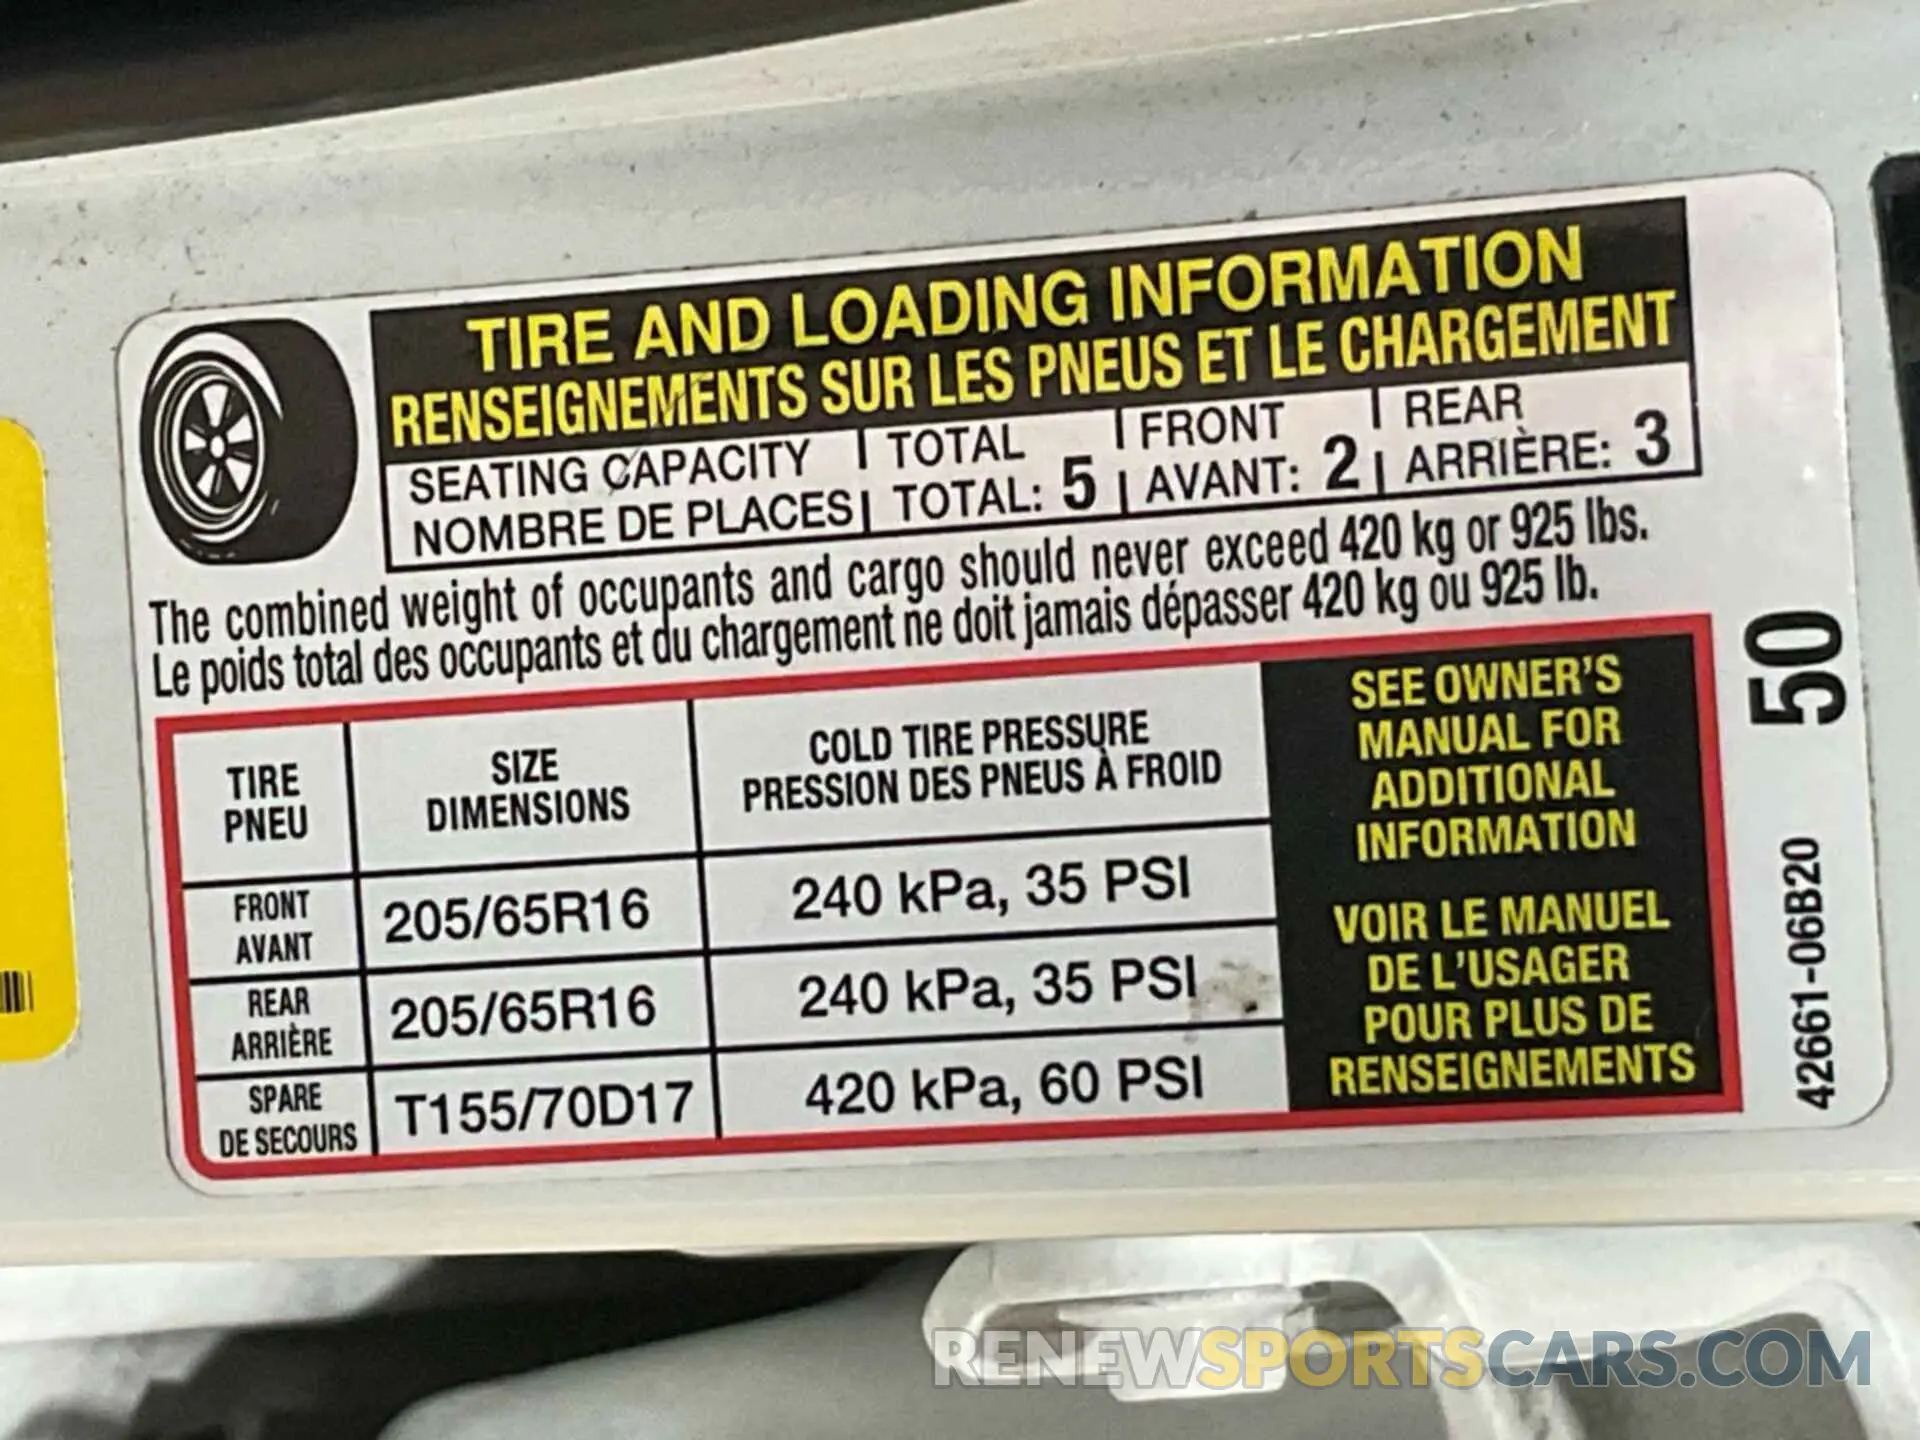 TIRE AND LOADING INFORMATION
RENSEIGNEMENTS SUR LES PNEUS ET LE CHARGEMENT
SEATING CAPACITY | TOTAL | FRONT | REAR
NOMBRE DE PLACES | TOTAL: 5 | AVANT: 2 | ARRIÈRE: 3
The combined weight of occupants and cargo should never exceed 420 kg or 925 lbs.
Le poids total des occupants et du chargement ne doit jamais dépasser 420 kg ou 925 lb.
TIRE
PNEU
SIZE
DIMENSIONS
COLD TIRE PRESSURE
PRESSION DES PNEUS À FROID
FRONT
AVANT
205/65R16
240 kPa, 35 PSI
REAR
ARRIÈRE
205/65R16
240 kPa, 35 PSI
SPARE
DE SECOURS
T155/70D17
420 kPa, 60 PSI
SEE OWNER'S
MANUAL FOR
ADDITIONAL
INFORMATION
VOIR LE MANUEL
DE L'USAGER
POUR PLUS DE
RENSEIGNEMENTS
50
42661-06B20
RENEWSPORTSCARS.COM